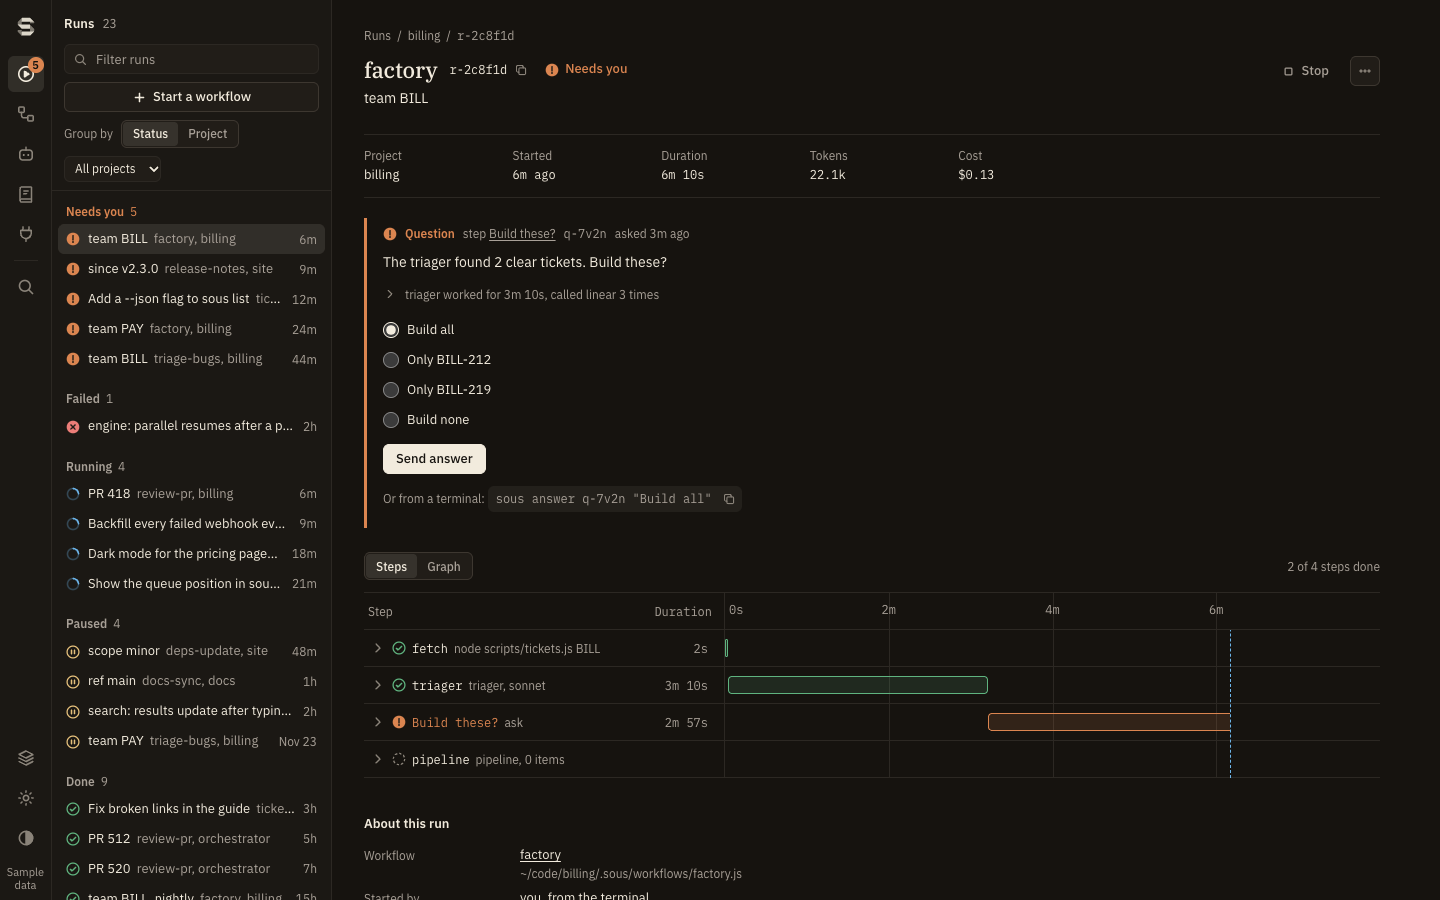 5
Sample
data
Runs 23
Filter runs
+ Start a workflow
Group by Status Project
All projects
Needs you 5
team BILL factory, billing 6m
since v2.3.0 release-notes, site 9m
Add a --json flag to sous list tic... 12m
team PAY factory, billing 24m
team BILL triage-bugs, billing 44m
Failed 1
engine: parallel resumes after a p... 2h
Running 4
PR 418 review-pr, billing 6m
Backfill every failed webhook ev... 9m
Dark mode for the pricing page... 18m
Show the queue position in sou... 21m
Paused 4
scope minor deps-update, site 48m
ref main docs-sync, docs 1h
search: results update after typin... 2h
team PAY triage-bugs, billing Nov 23
Done 9
Fix broken links in the guide ticke... 3h
PR 512 review-pr, orchestrator 5h
PR 520 review-pr, orchestrator 7h
team BILL, nightly factory, billing 15h
Runs / billing / r-2c8f1d
factory r-2c8f1d Needs you
Stop
team BILL
Project Started Duration Tokens Cost
billing 6m ago 6m 10s 22.1k $0.13
Question step Build these? q-7v2n asked 3m ago
The triager found 2 clear tickets. Build these?
triager worked for 3m 10s, called linear 3 times
Build all
Only BILL-212
Only BILL-219
Build none
Send answer
Or from a terminal: sous answer q-7v2n "Build all"
Steps Graph 2 of 4 steps done
Step Duration 0s 2m 4m 6m
fetch node scripts/tickets.js BILL 2s
triager triager, sonnet 3m 10s
Build these? ask 2m 57s
pipeline pipeline, 0 items
About this run
Workflow factory
~/code/billing/.sous/workflows/factory.js
Started by you, from the terminal